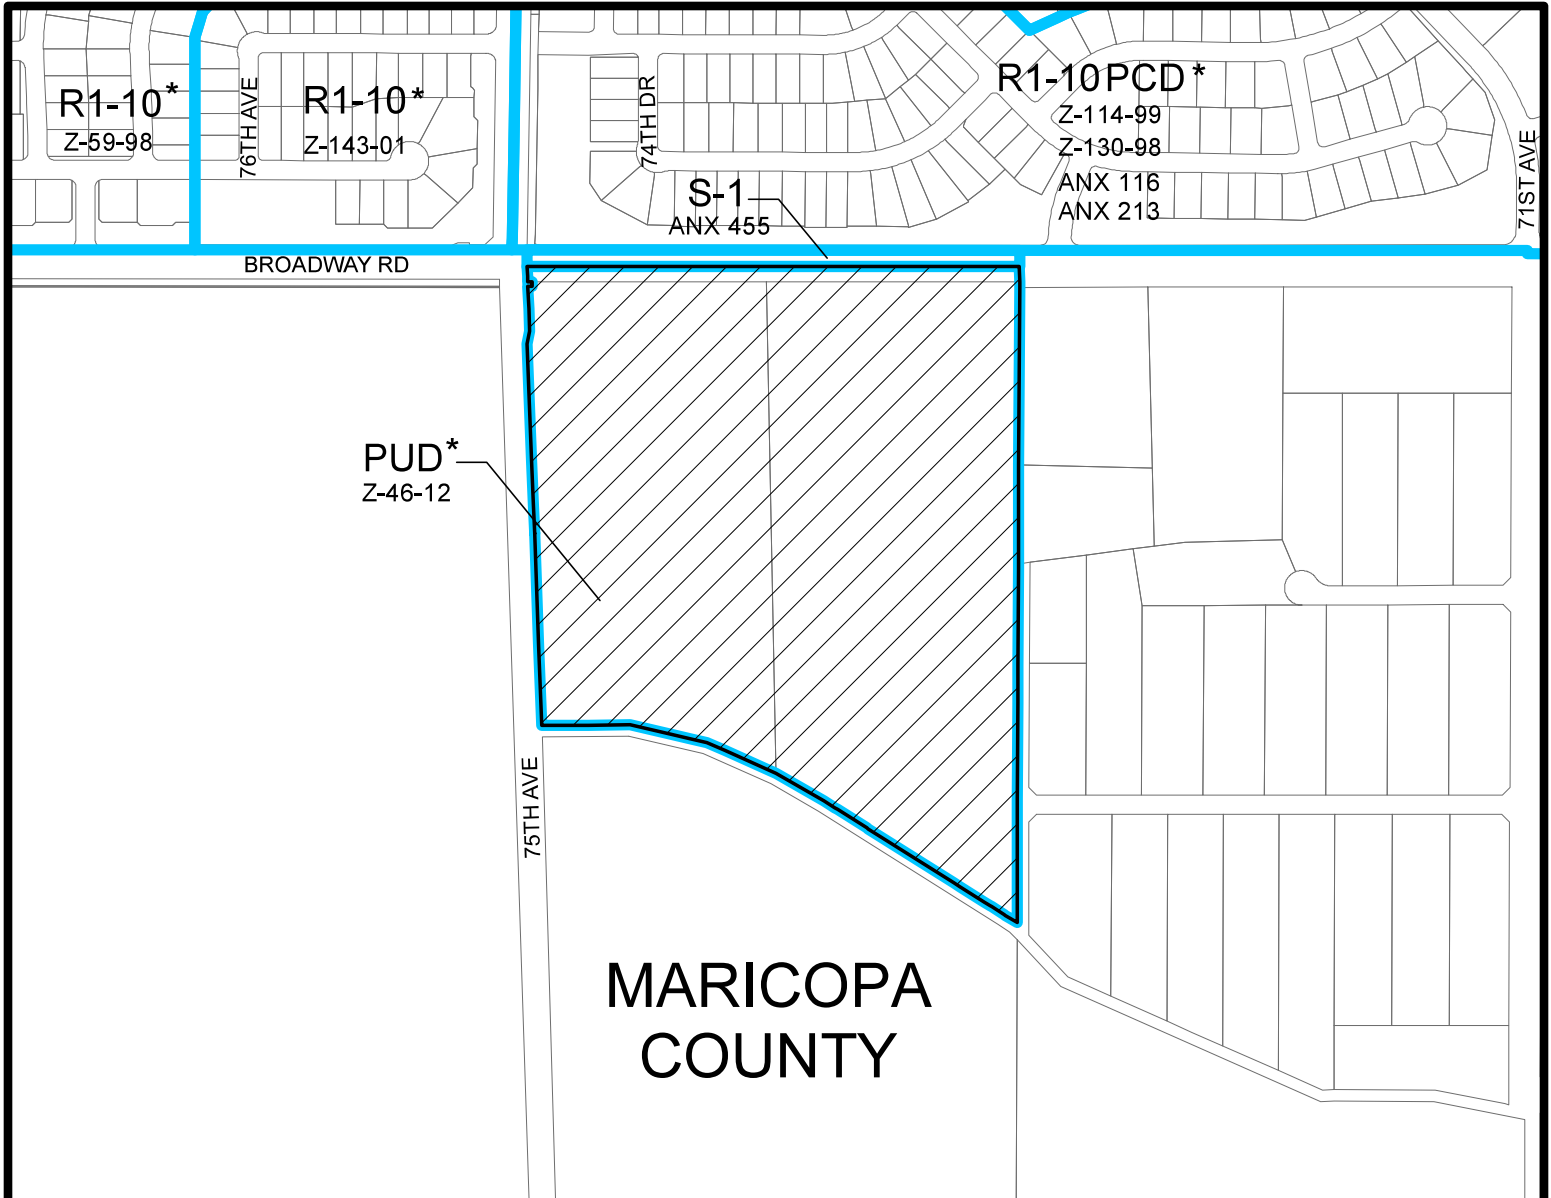 R1-10*
Z-59-98
76TH AVE
R1-10*
Z-143-01
74TH DR
R1-10 PCD*
Z-114-99
Z-130-98
ANX 116
ANX 213
71ST AVE
S-1
ANX 455
BROADWAY RD
PUD*
Z-46-12
75TH AVE
MARICOPA
COUNTY